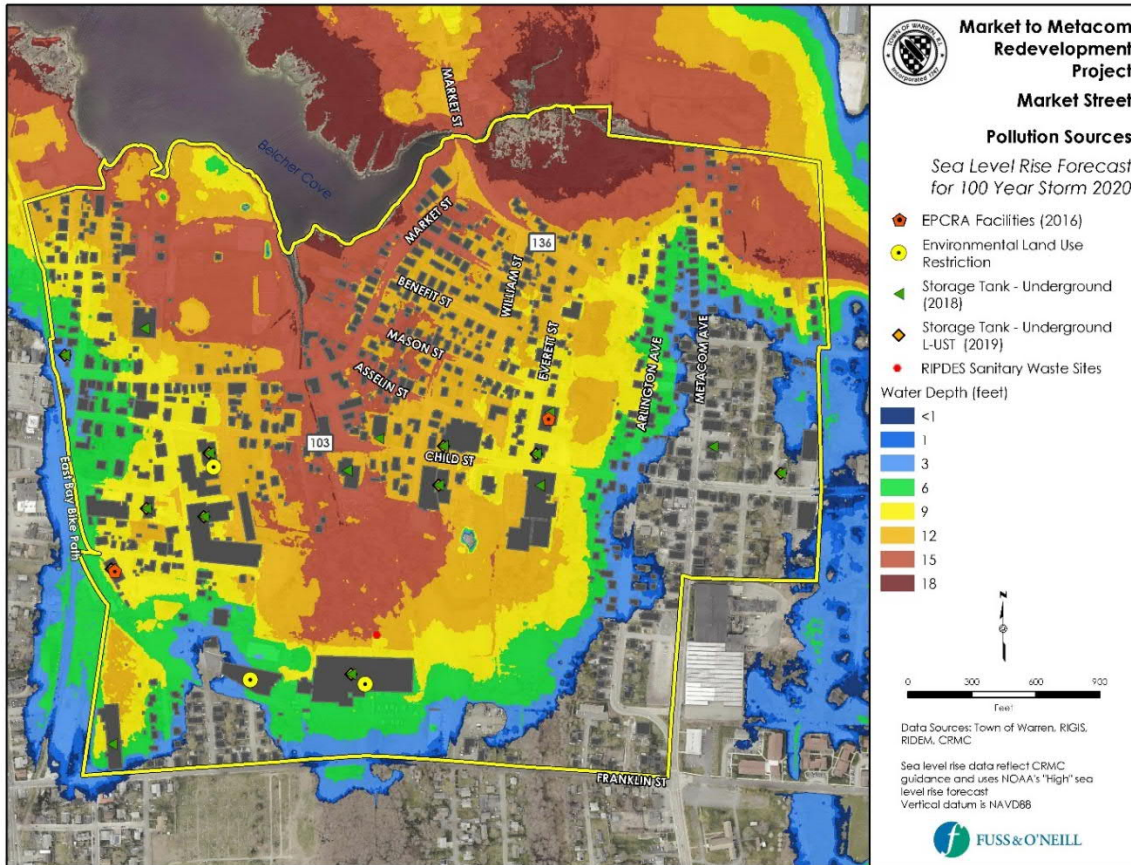 Market to Metacom
Redevelopment
Project
Market Street
Pollution Sources
Sea Level Rise Forecast
for 100 Year Storm 2020
EPCRA Facilities (2016)
Environmental Land Use
Restriction
Storage Tank - Underground
(2018)
Storage Tank - Underground
L-UST (2019)
RIPDES Sanitary Waste Sites
Water Depth (feet)
<1
1
3
6
9
12
15
18
N
0 300 600 900
Feet
Data Sources: Town of Warren, RIGIS,
RIDEM, CRMC
Sea level rise data reflect CRMC
guidance and uses NOAA's "High" sea
level rise forecast
Vertical datum is NAVD88
FUSS & O'NEILL
TOWN OF WARREN, R.I.
MARKET ST
Belcher Cove
MARKET ST
136
WILLIAM ST
BENEFIT ST
MASON ST
EVERETT ST
ASSELIN ST
ARLINGTON AVE
METACOM AVE
103
CHILD ST
East Bay Bike Path
FRANKLIN ST